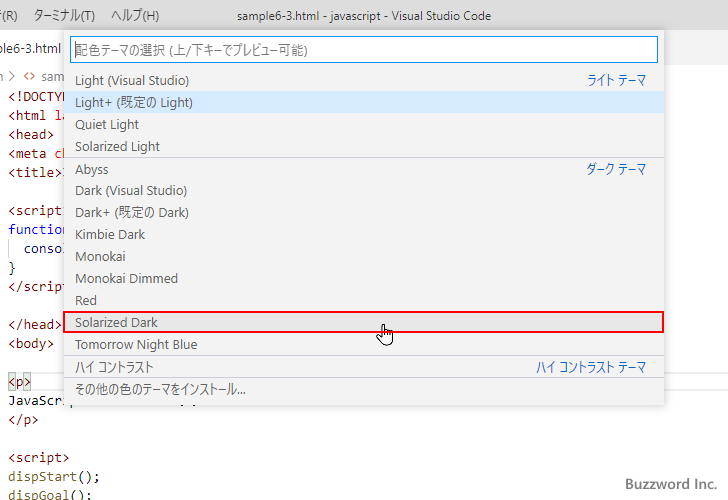 (R) ターミナル(T) ヘルプ(H) sample6-3.html - javascript - Visual Studio Code
ple6-3.html
配色テーマの選択 (上/下キーでプレビュー可能)
<> sam
Light (Visual Studio) ライト テーマ
<!DOCTYP
Light+ (既定の Light)
<html la
Quiet Light
<head>
Solarized Light
<meta ch
Abyss ダーク テーマ
<title>
Dark (Visual Studio)
<script
Dark+ (既定の Dark)
function
Kimbie Dark
consol
Monokai
}
Monokai Dimmed
</script
Red
Solarized Dark
</head>
Tomorrow Night Blue
<body>
ハイ コントラスト ハイ コントラスト テーマ
<p>
その他の色のテーマをインストール...
JavaScrip
</p>
<script>
dispStart();
dispGoal();
Buzzword Inc.